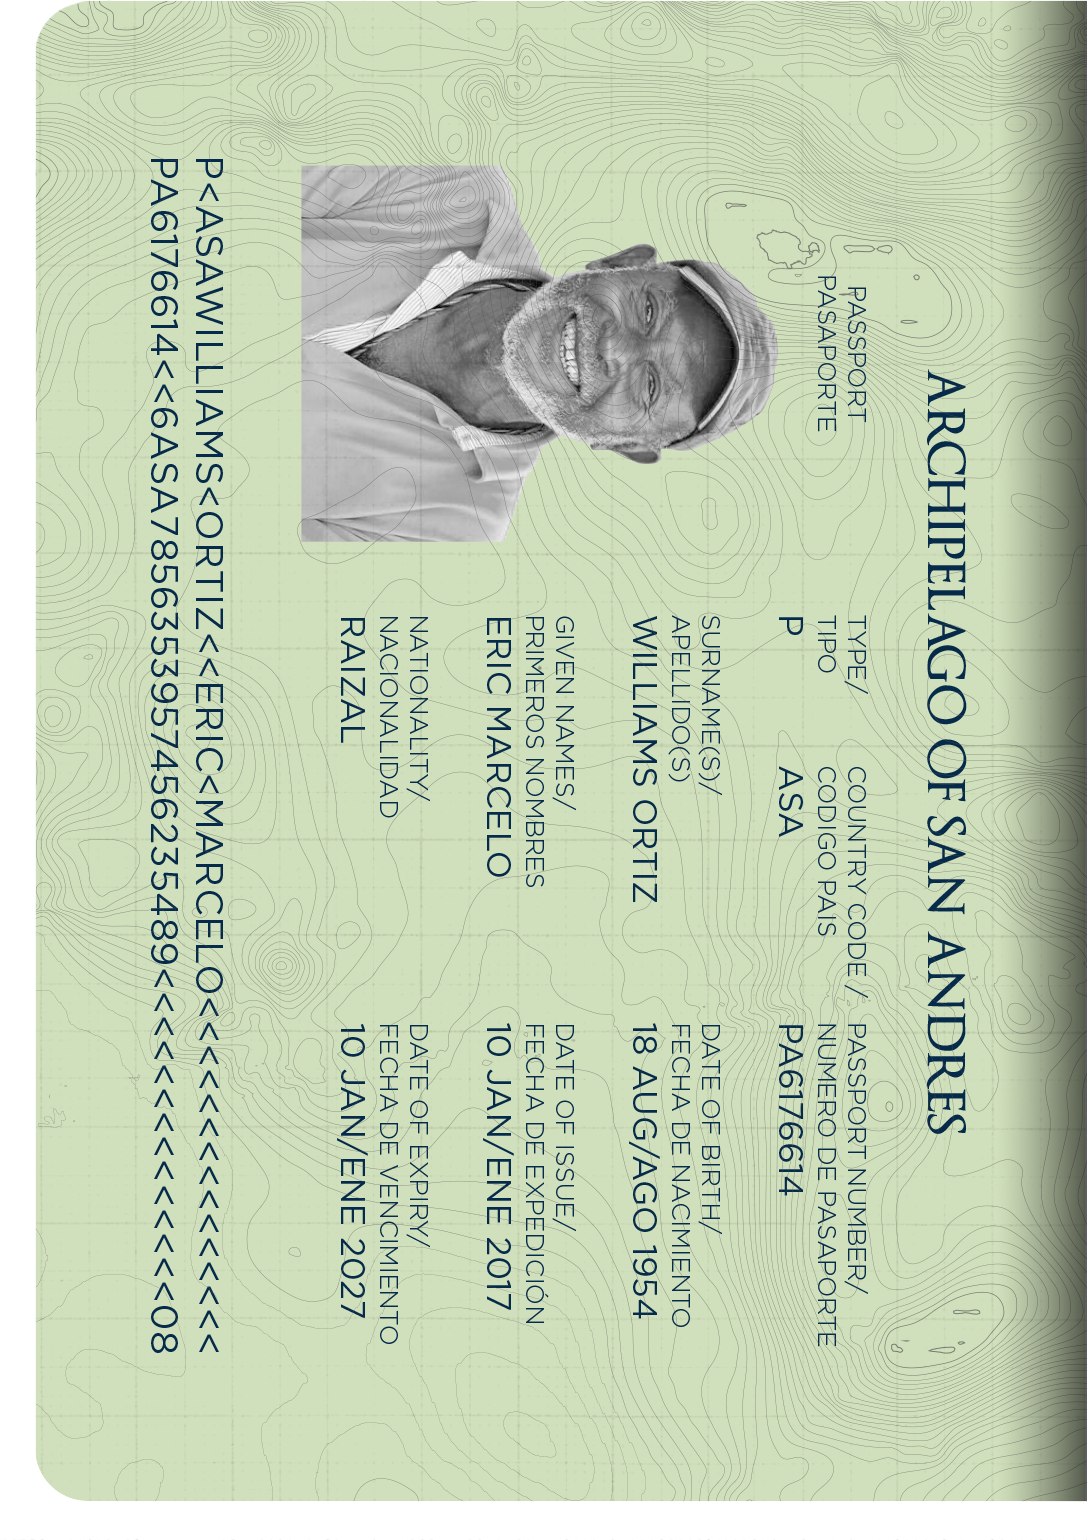 ARCHIPELAGO OF SAN ANDRES
PASSPORT
PASAPORTE
TYPE/
TIPO
P
COUNTRY CODE /
CODIGO PAIS
ASA
PASSPORT NUMBER/
NUMERO DE PASAPORTE
PA6176614
SURNAME(S)/
APELLIDO(S)
WILLIAMS ORTIZ
DATE OF BIRTH/
FECHA DE NACIMIENTO
18 AUG/AGO 1954
GIVEN NAMES/
PRIMEROS NOMBRES
ERIC MARCELO
DATE OF ISSUE/
FECHA DE EXPEDICIÓN
10 JAN/ENE 2017
NATIONALITY/
NACIONALIDAD
RAIZAL
DATE OF EXPIRY/
FECHA DE VENCIMIENTO
10 JAN/ENE 2027
P<ASAWILLIAMS<ORTIZ<<ERIC<MARCELO<<<<<<<<<<<<<<<<
PA6176614<<6ASA7856353957456235489<<<<<<<<<<<<<<08